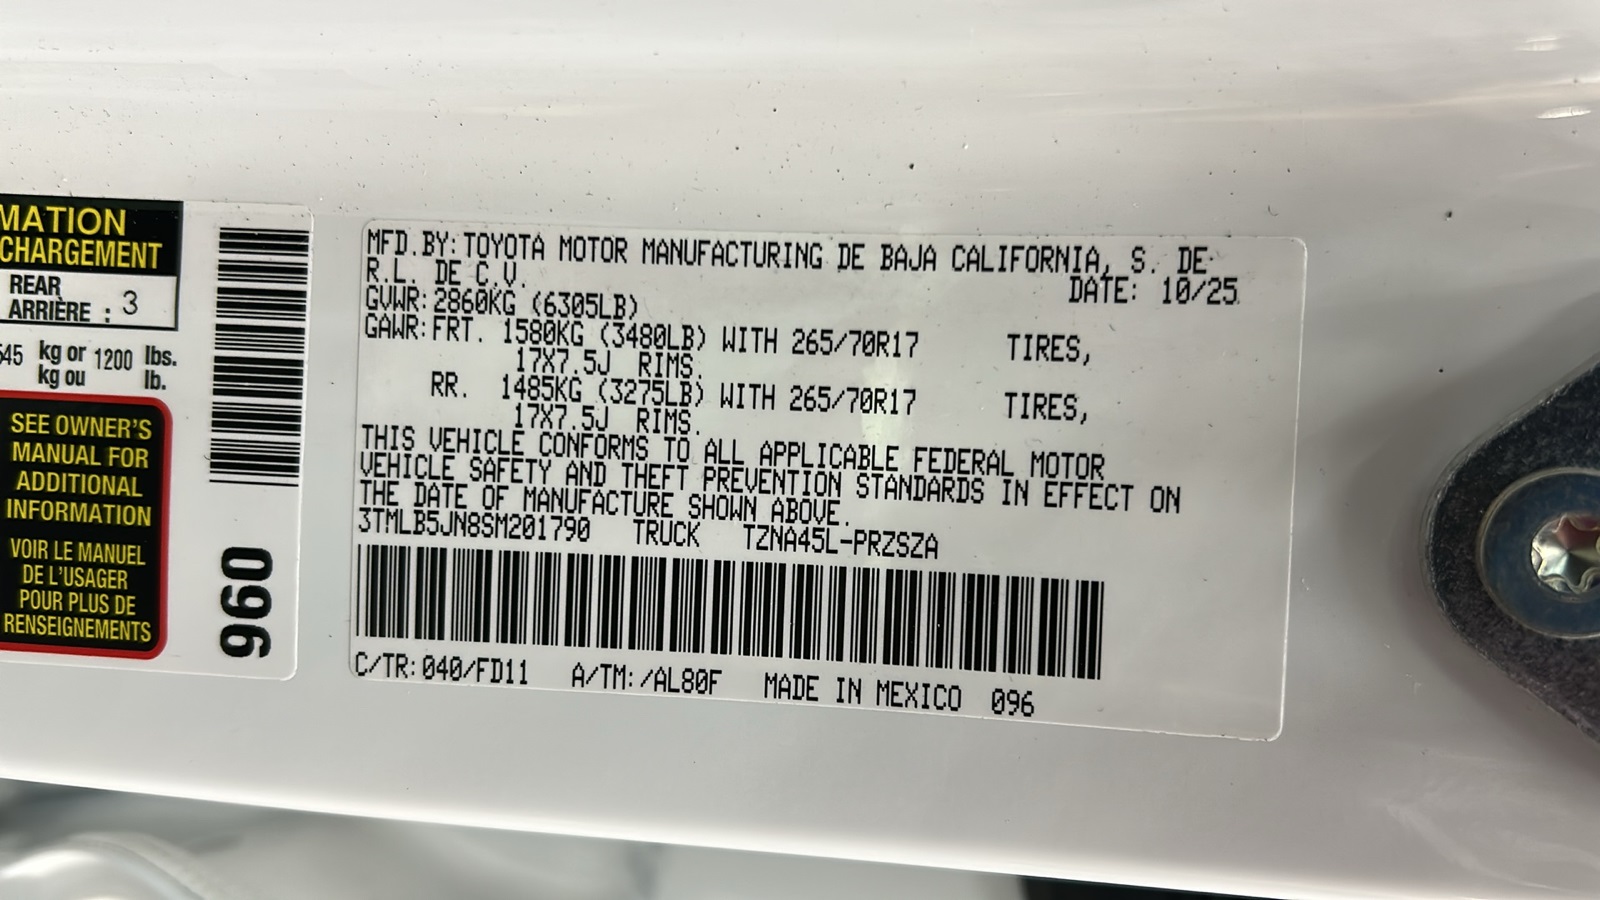 MATION
CHARGEMENT
REAR
ARRIÈRE : 3
545 kg or 1200 lbs.
kg ou lb.
SEE OWNER'S
MANUAL FOR
ADDITIONAL
INFORMATION
VOIR LE MANUEL
DE L'USAGER
POUR PLUS DE
RENSEIGNEMENTS
096
MFD.BY:TOYOTA MOTOR MANUFACTURING DE BAJA CALIFORNIA, S. DE
R.L. DE C.V.
DATE: 10/25
GVWR:2860KG (6305LB)
GAWR:FRT. 1580KG (3480LB) WITH 265/70R17 TIRES,
17X7.5J RIMS.
RR. 1485KG (3275LB) WITH 265/70R17 TIRES,
17X7.5J RIMS.
THIS VEHICLE CONFORMS TO ALL APPLICABLE FEDERAL MOTOR
VEHICLE SAFETY AND THEFT PREVENTION STANDARDS IN EFFECT ON
THE DATE OF MANUFACTURE SHOWN ABOVE.
3TMLB5JN8SM201790 TRUCK TZNA45L-PRZSZA
C/TR:040/FD11 A/TM:/AL80F MADE IN MEXICO 096